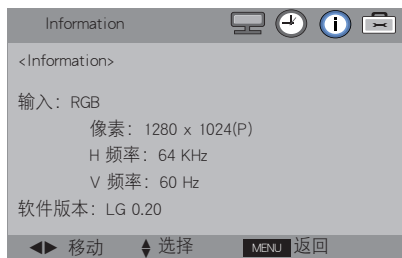 Information
<Information>
输入：RGB
像素：1280 x 1024(P)
H 频率：64 KHz
V 频率：60 Hz
软件版本：LG 0.20
◀▶ 移动 ♦ 选择 MENU 返回